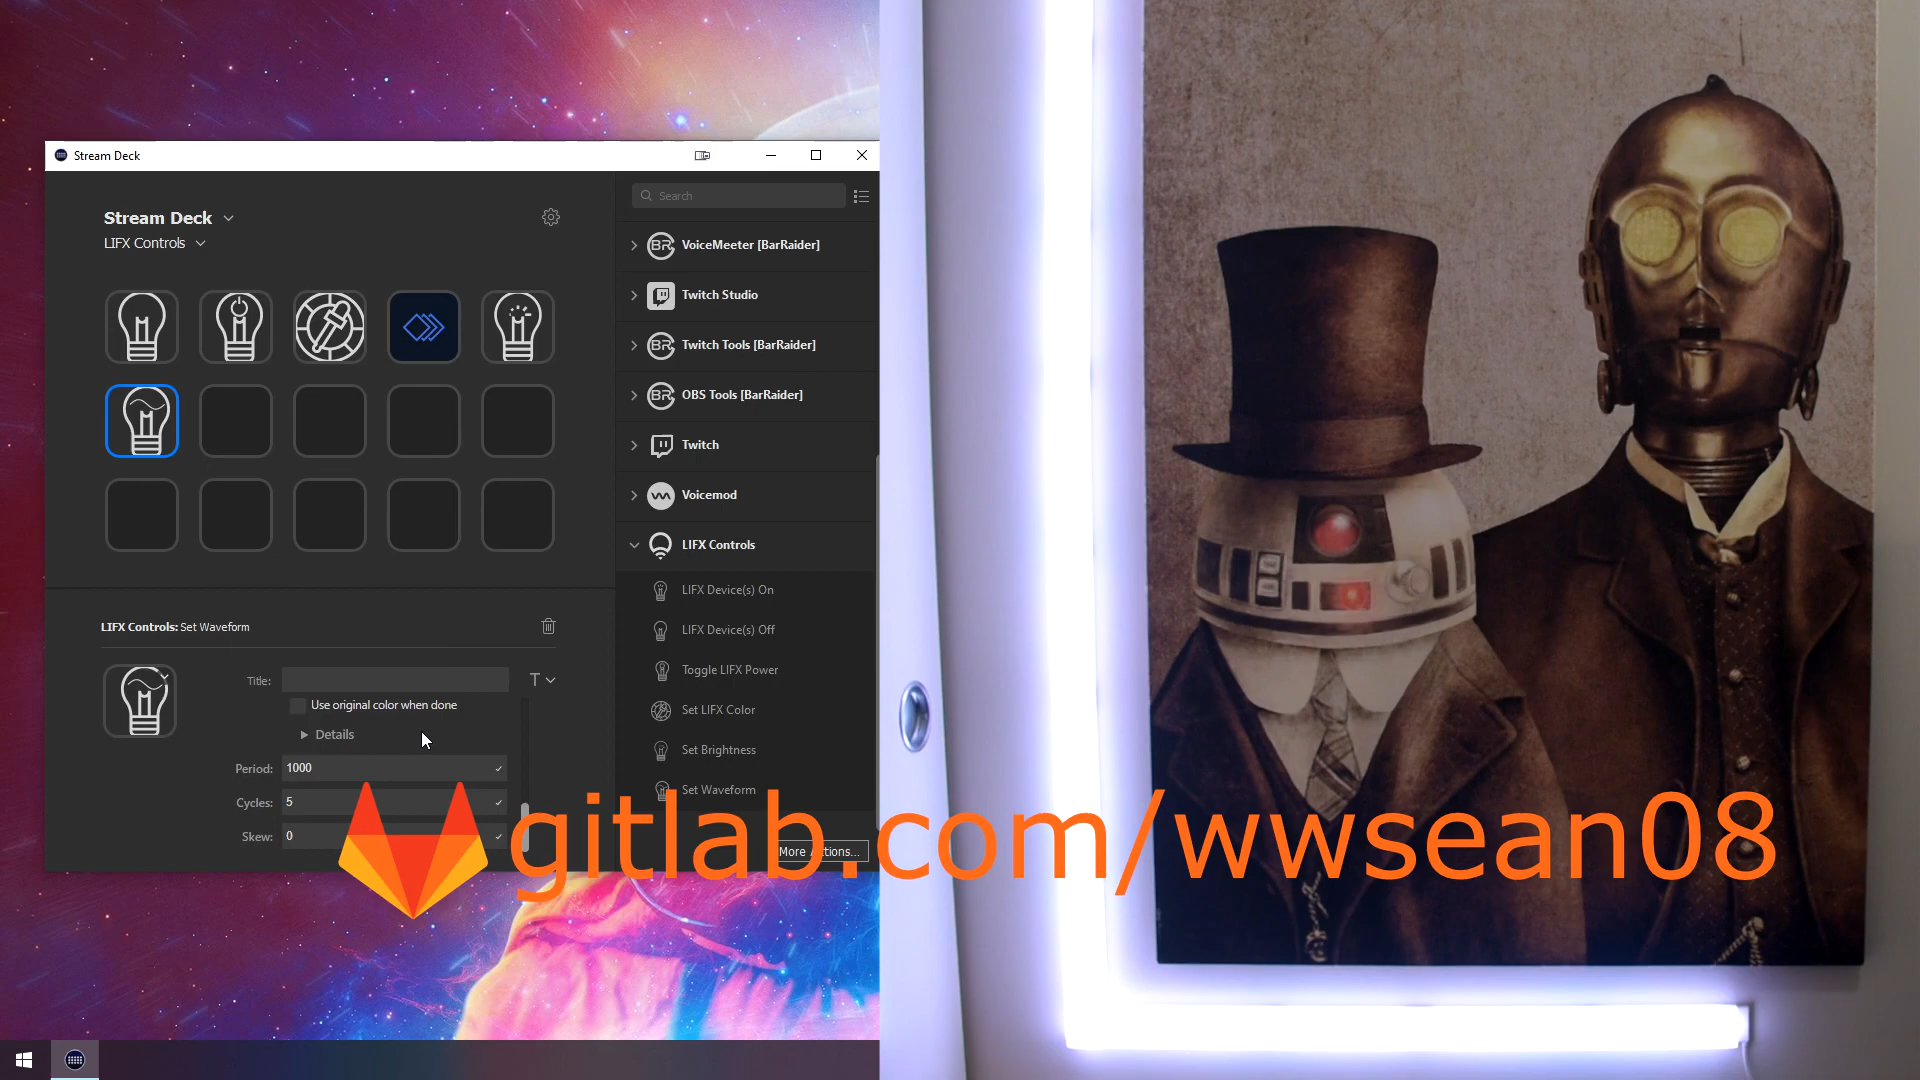 Stream Deck
Stream Deck
LIFX Controls
Search
VoiceMeeter [BarRaider]
Twitch Studio
Twitch Tools [BarRaider]
OBS Tools [BarRaider]
Twitch
Voicemod
LIFX Controls
LIFX Device(s) On
LIFX Device(s) Off
Toggle LIFX Power
Set LIFX Color
Set Brightness
Set Waveform
LIFX Controls: Set Waveform
Title:
T
Use original color when done
Details
Period: 1000
Cycles: 5
Skew: 0
gitlab.com/wwsean08